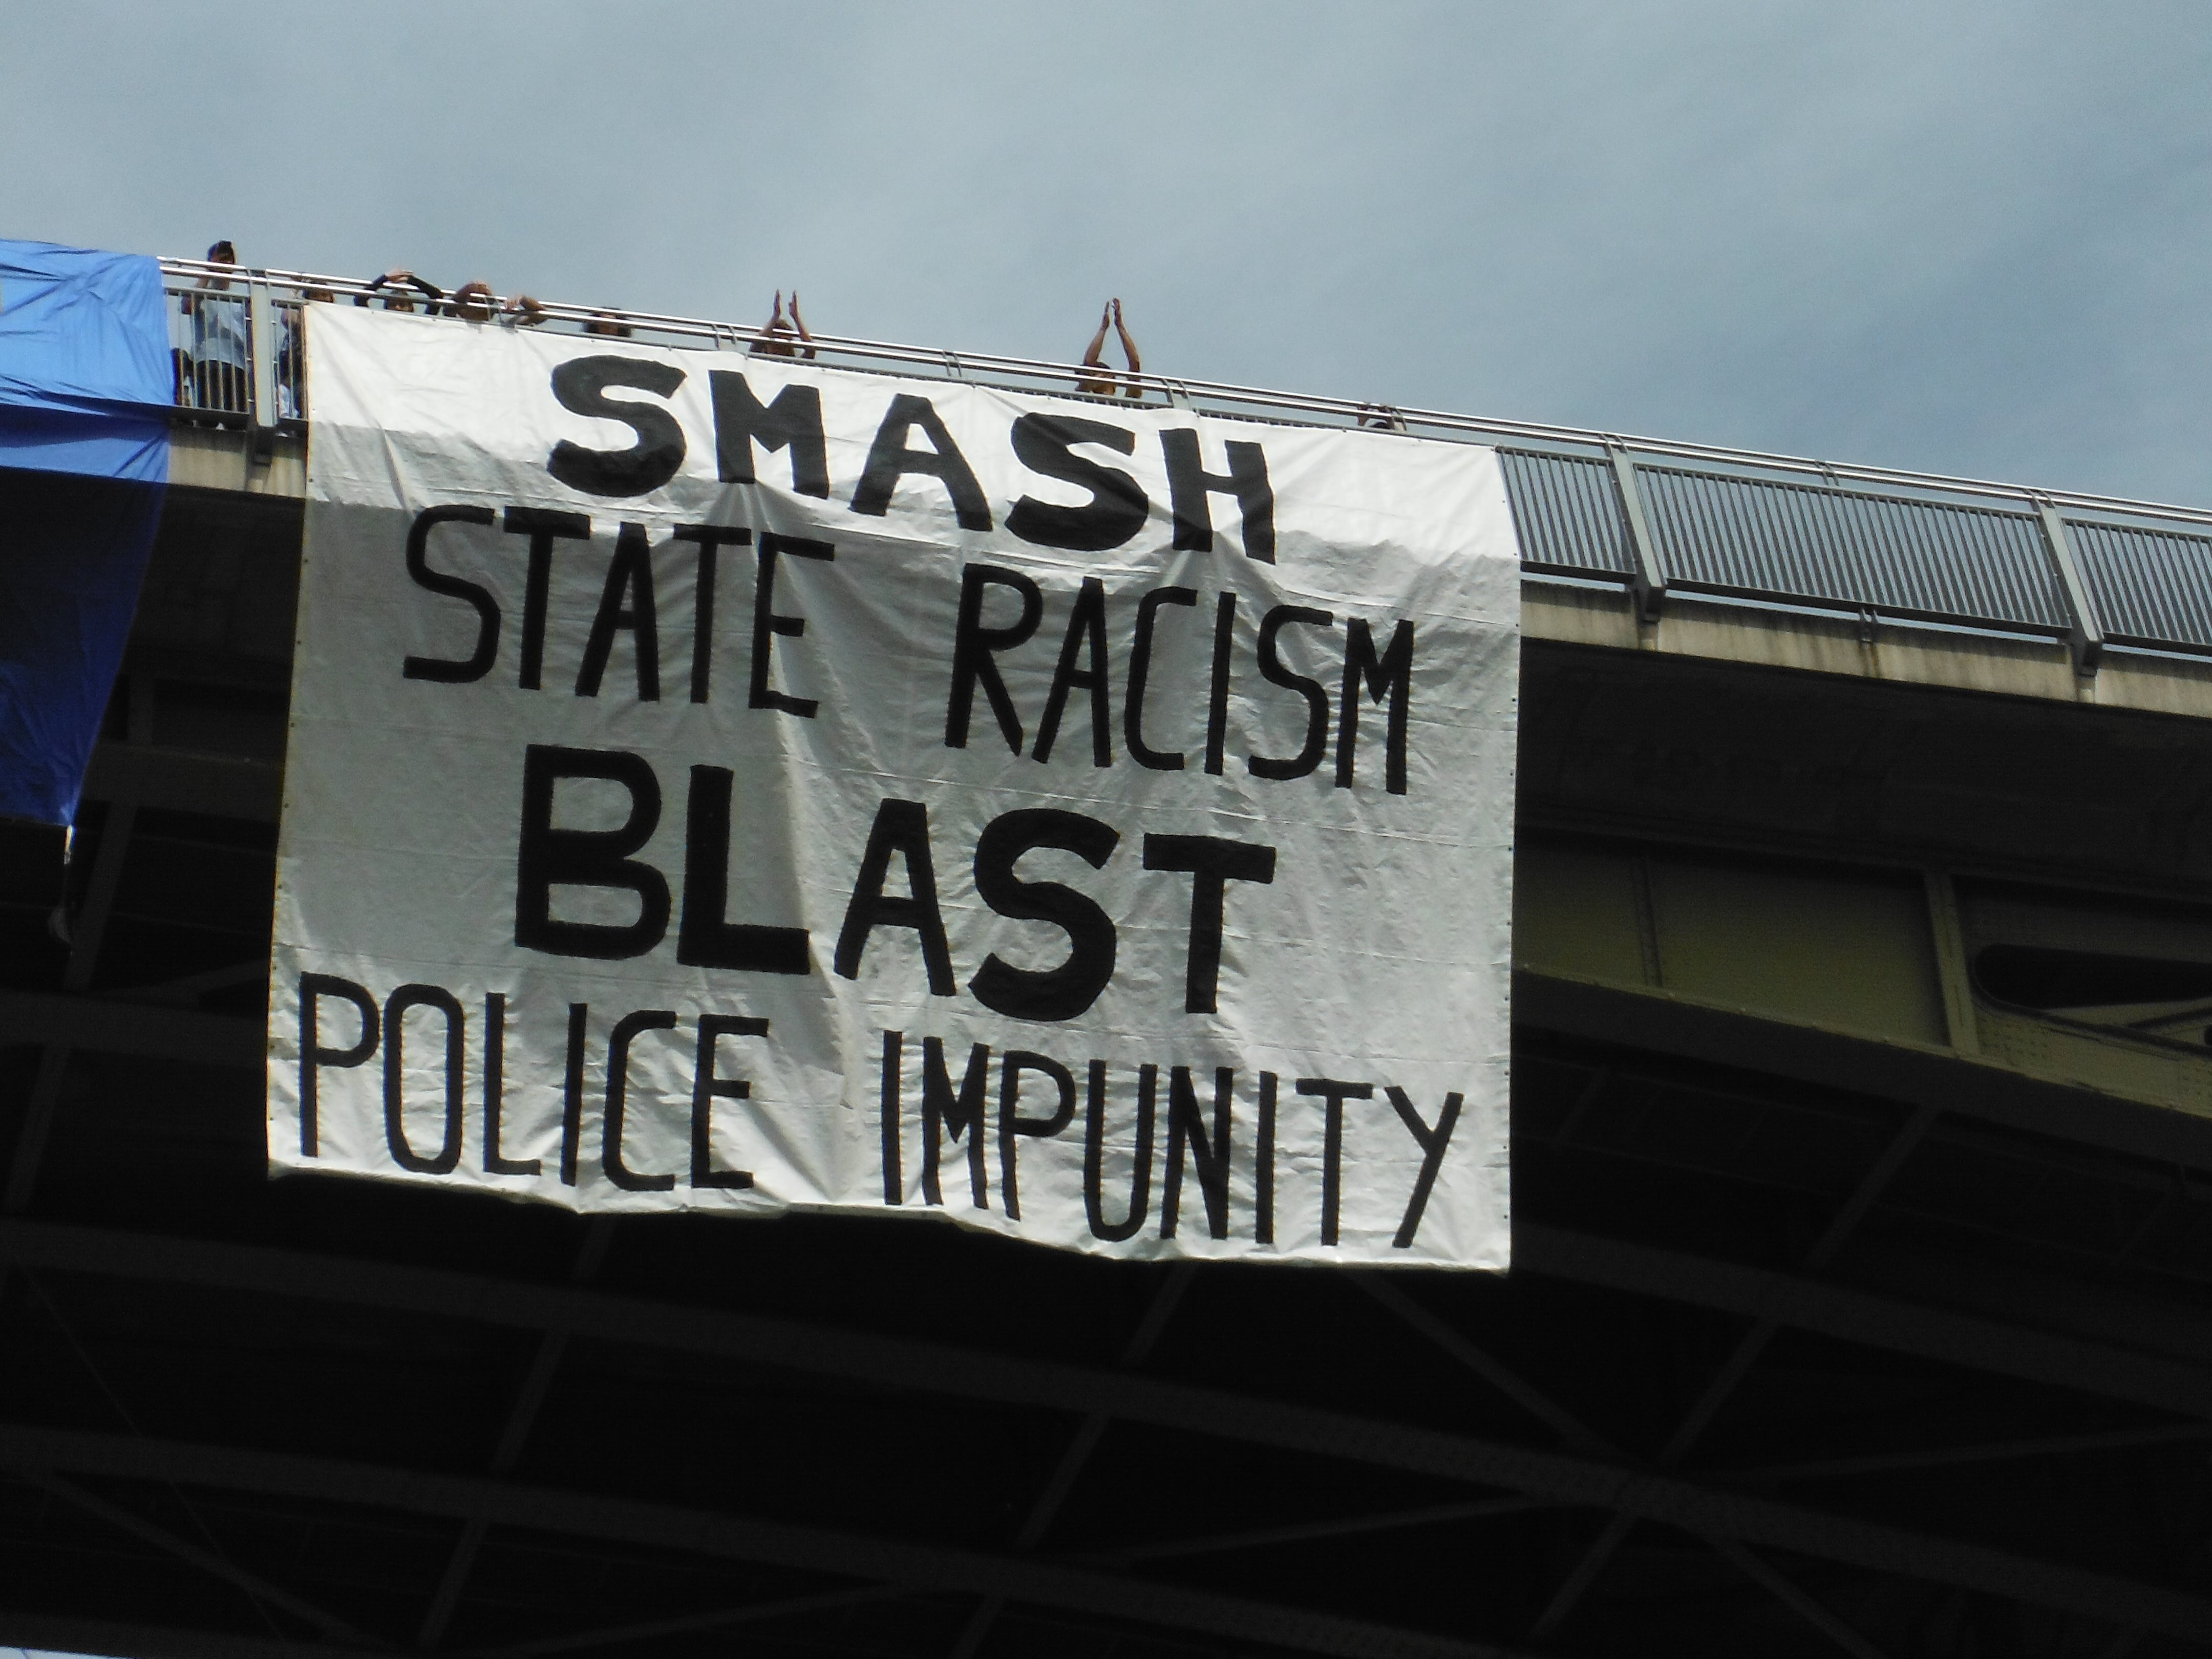 SMASH
STATE RACISM
BLAST
POLICE IMPUNITY